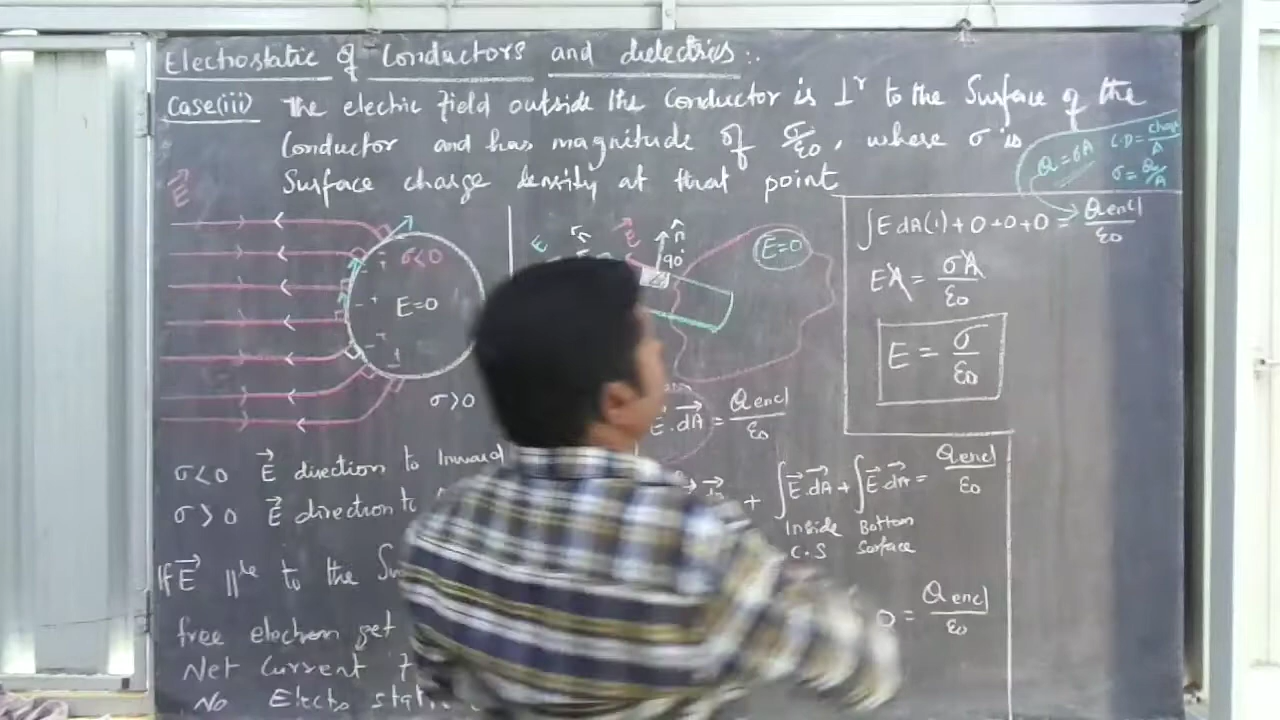 Electrostatic of Conductors and dielectrics :.
Case(iii) The electric field outside the Conductor is ⊥r to the Surface of the
Conductor and has magnitude of σ/ε0, where σ is
Surface charge density at that point
Q = σA
C.D = charge/A
σ = Q/A
E⃗
σ<0
E=0
σ>0
E
E⃗
n̂
90°
E=0
∫E dA(1) + 0 + 0 + 0 = Qencl/ε0
EA = σA/ε0
E = σ/ε0
E⃗.dA⃗ = Qencl/ε0
+ ∫E⃗.dA⃗ + ∫E⃗.dA⃗ = Qencl/ε0
Inside Bottom
C.S Surface
0 = Qencl/ε0
σ<0 E⃗ direction to Inward
σ>0 E⃗ direction to
If E⃗ ||le to the
free electron get
Net Current
No Electro